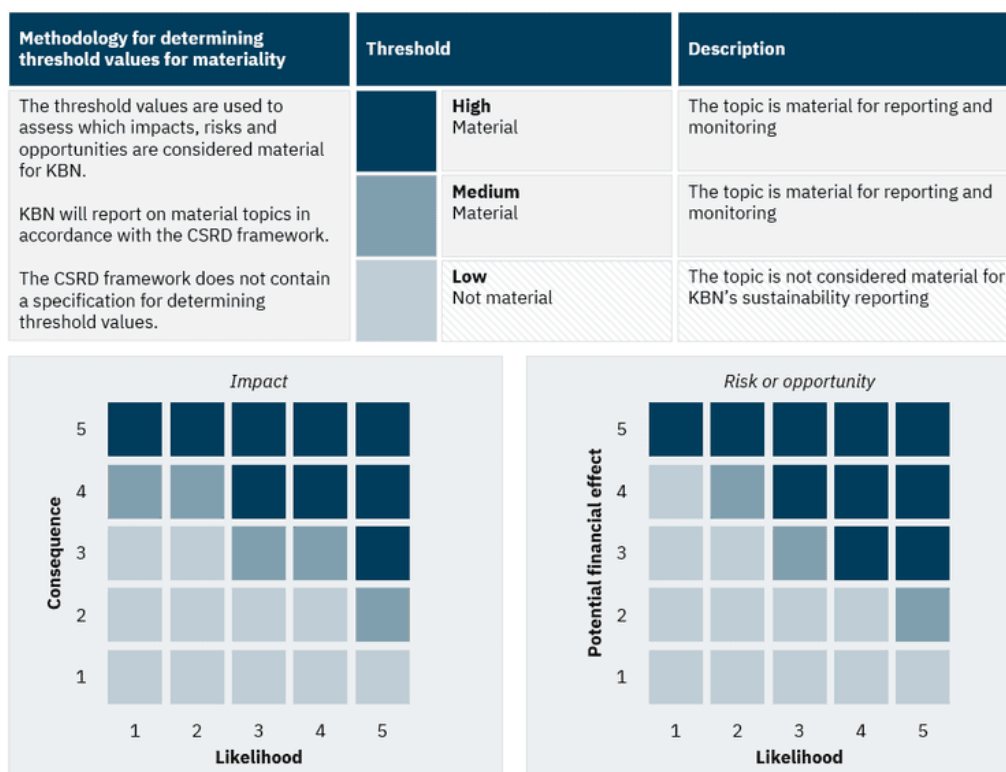 Methodology for determining
threshold values for materiality
Threshold
Description
The threshold values are used to
assess which impacts, risks and
opportunities are considered material
for KBN.
KBN will report on material topics in
accordance with the CSRD framework.
The CSRD framework does not contain
a specification for determining
threshold values.
High
Material
The topic is material for reporting and
monitoring
Medium
Material
The topic is material for reporting and
monitoring
Low
Not material
The topic is not considered material for
KBN's sustainability reporting
Impact
Consequence
5
4
3
2
1
1 2 3 4 5
Likelihood
Risk or opportunity
Potential financial effect
5
4
3
2
1
1 2 3 4 5
Likelihood